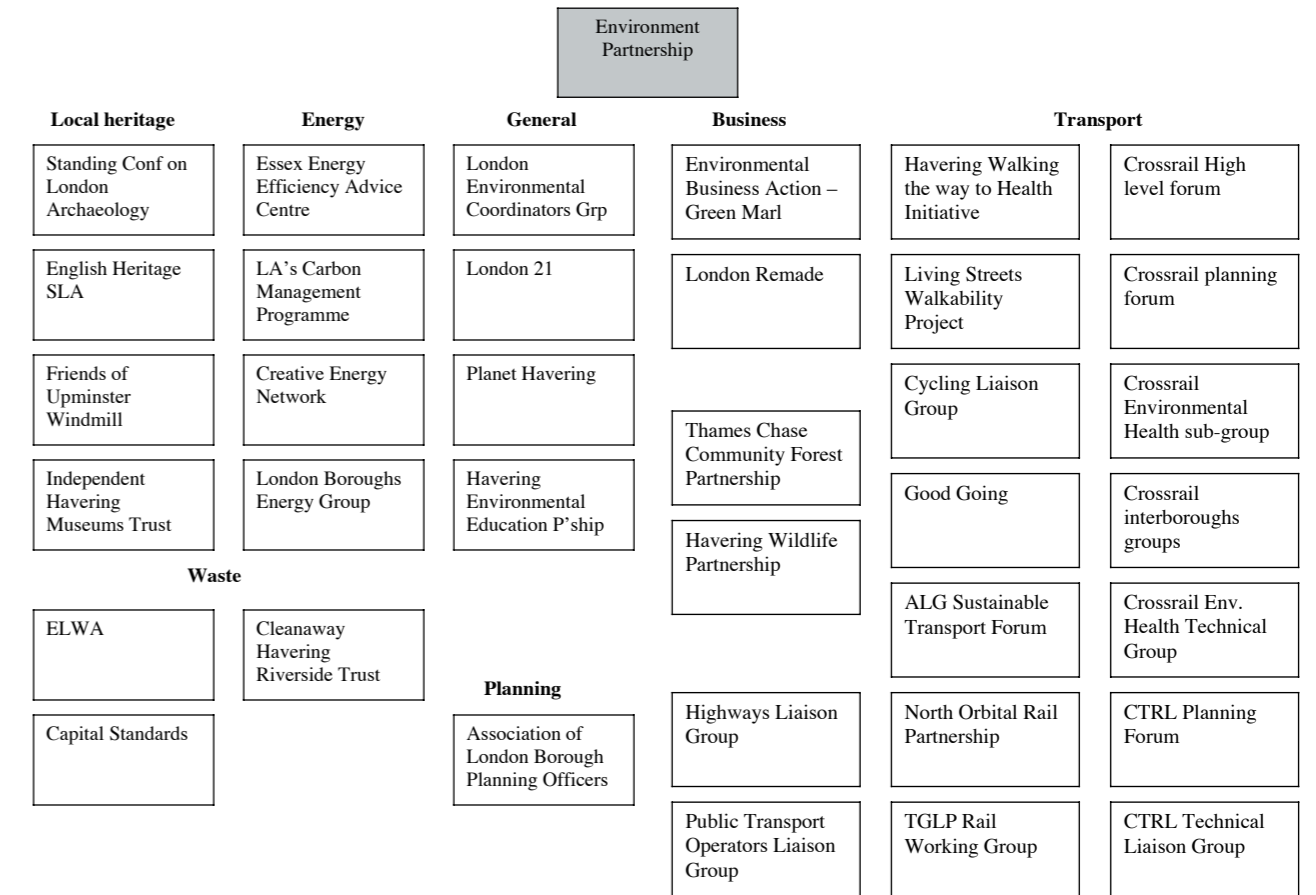 Environment
Partnership
Local heritage
Energy
General
Business
Transport
Standing Conf on
London
Archaeology
Essex Energy
Efficiency Advice
Centre
London
Environmental
Coordinators Grp
Environmental
Business Action –
Green Marl
Havering Walking
the way to Health
Initiative
Crossrail High
level forum
English Heritage
SLA
LA's Carbon
Management
Programme
London 21
London Remade
Living Streets
Walkability
Project
Crossrail planning
forum
Friends of
Upminster
Windmill
Creative Energy
Network
Planet Havering
Thames Chase
Community Forest
Partnership
Cycling Liaison
Group
Crossrail
Environmental
Health sub-group
Independent
Havering
Museums Trust
London Boroughs
Energy Group
Havering
Environmental
Education P'ship
Havering Wildlife
Partnership
Good Going
Crossrail
interboroughs
groups
Waste
ELWA
Cleanaway
Havering
Riverside Trust
ALG Sustainable
Transport Forum
Crossrail Env.
Health Technical
Group
Planning
Capital Standards
Association of
London Borough
Planning Officers
Highways Liaison
Group
North Orbital Rail
Partnership
CTRL Planning
Forum
Public Transport
Operators Liaison
Group
TGLP Rail
Working Group
CTRL Technical
Liaison Group